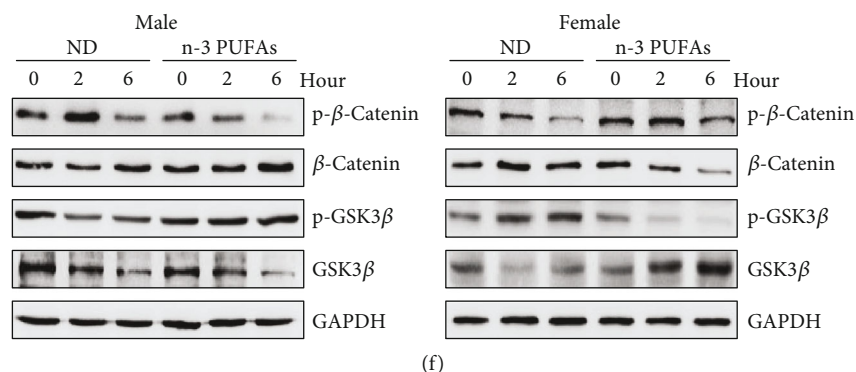 Male
ND n-3 PUFAs
0 2 6 0 2 6 Hour
p-β-Catenin
β-Catenin
p-GSK3β
GSK3β
GAPDH
Female
ND n-3 PUFAs
0 2 6 0 2 6 Hour
p-β-Catenin
β-Catenin
p-GSK3β
GSK3β
GAPDH
(f)